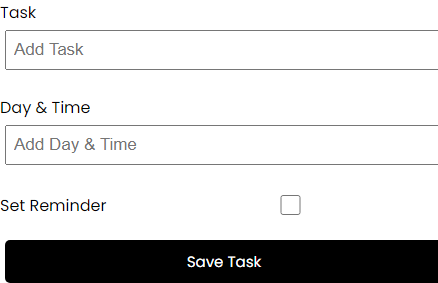 Task
Add Task
Day & Time
Add Day & Time
Set Reminder
Save Task